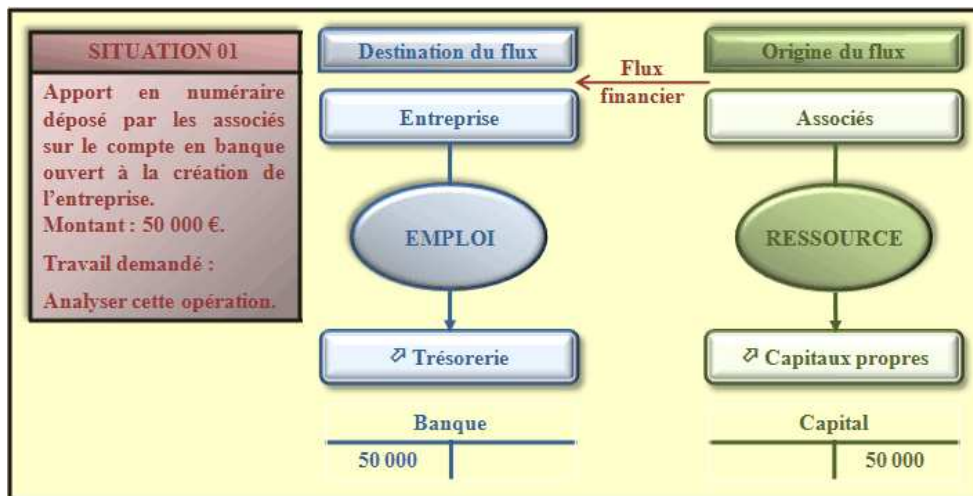 SITUATION 01
Apport en numéraire
déposé par les associés
sur le compte en banque
ouvert à la création de
l’entreprise.
Montant : 50 000 €.
Travail demandé :
Analyser cette opération.
Destination du flux
Flux
financier
Origine du flux
Entreprise
Associés
EMPLOI
RESSOURCE
⬀ Trésorerie
⬀ Capitaux propres
Banque
50 000
Capital
50 000